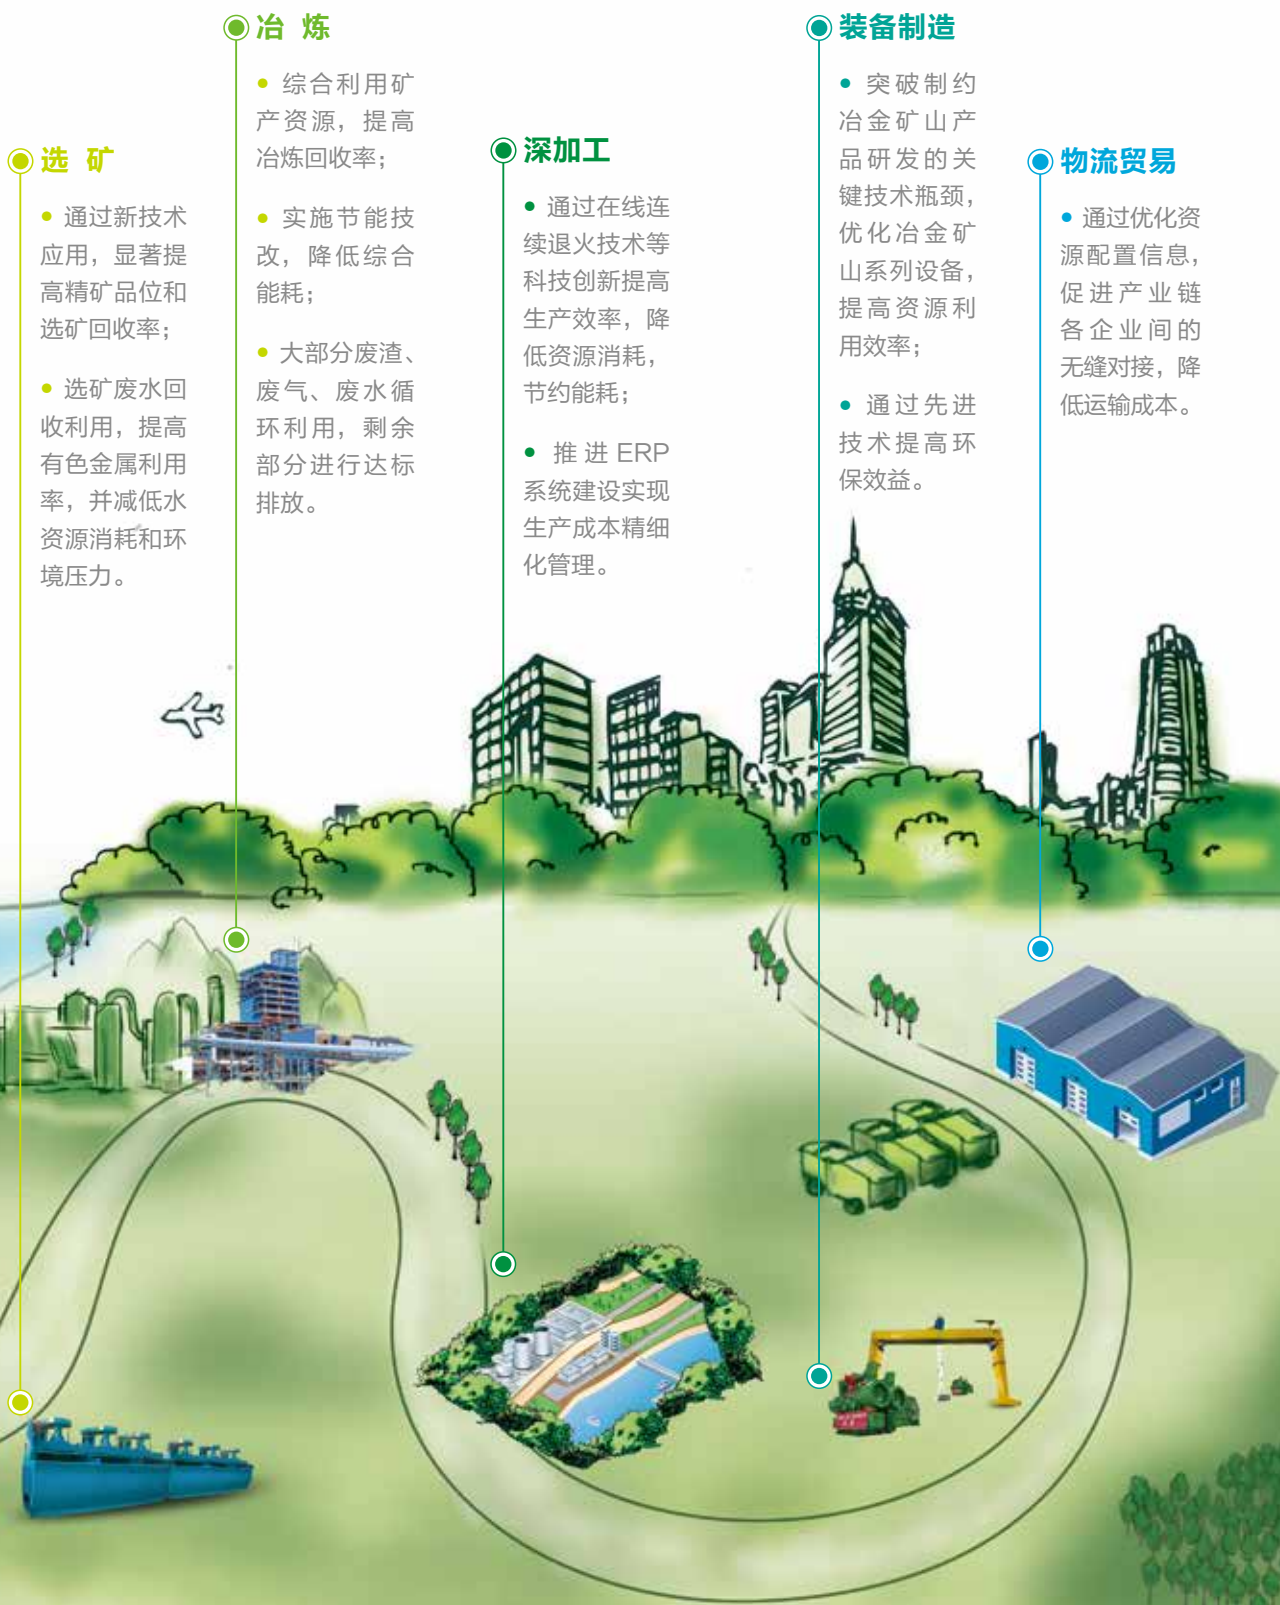 选 矿
• 通过新技术
应用，显著提
高精矿品位和
选矿回收率；
• 选矿废水回
收利用，提高
有色金属利用
率，并减低水
资源消耗和环
境压力。
冶 炼
• 综合利用矿
产资源，提高
冶炼回收率；
• 实施节能技
改，降低综合
能耗；
• 大部分废渣、
废气、废水循
环利用，剩余
部分进行达标
排放。
深加工
• 通过在线连
续退火技术等
科技创新提高
生产效率，降
低资源消耗，
节约能耗；
• 推进 ERP
系统建设实现
生产成本精细
化管理。
装备制造
• 突破制约
冶金矿山产
品研发的关
键技术瓶颈，
优化冶金矿
山系列设备，
提高资源利
用效率；
• 通过先进
技术提高环
保效益。
物流贸易
• 通过优化资
源配置信息，
促进产业链
各企业间的
无缝对接，降
低运输成本。